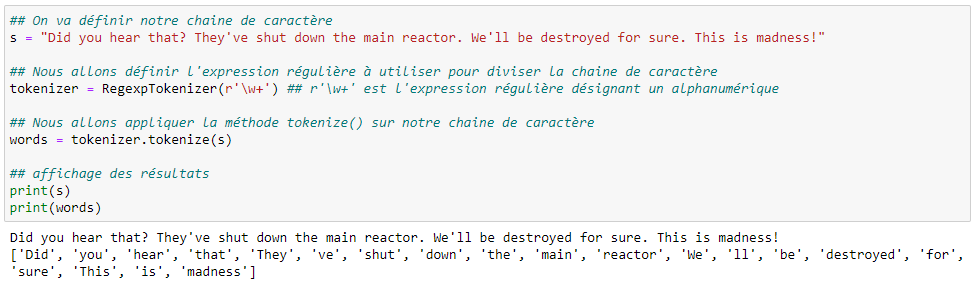 ## On va définir notre chaine de caractère
s = "Did you hear that? They've shut down the main reactor. We'll be destroyed for sure. This is madness!"
## Nous allons définir l'expression régulière à utiliser pour diviser la chaine de caractère
tokenizer = RegexpTokenizer(r'\w+') ## r'\w+' est l'expression régulière désignant un alphanumérique
## Nous allons appliquer la méthode tokenize() sur notre chaine de caractère
words = tokenizer.tokenize(s)
## affichage des résultats
print(s)
print(words)
Did you hear that? They've shut down the main reactor. We'll be destroyed for sure. This is madness!
['Did', 'you', 'hear', 'that', 'They', 've', 'shut', 'down', 'the', 'main', 'reactor', 'We', 'll', 'be', 'destroyed', 'for',
'sure', 'This', 'is', 'madness']